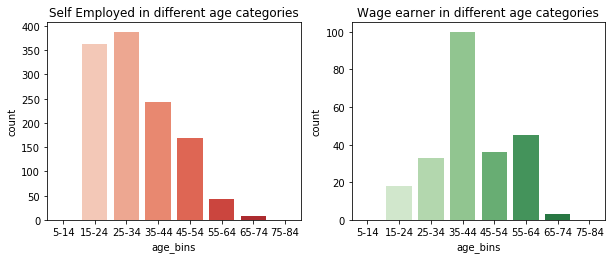 Self Employed in different age categories
count
400
350
300
250
200
150
100
50
0
5-14 15-24 25-34 35-44 45-54 55-64 65-74 75-84
age_bins
Wage earner in different age categories
count
100
80
60
40
20
0
5-14 15-24 25-34 35-44 45-54 55-64 65-74 75-84
age_bins